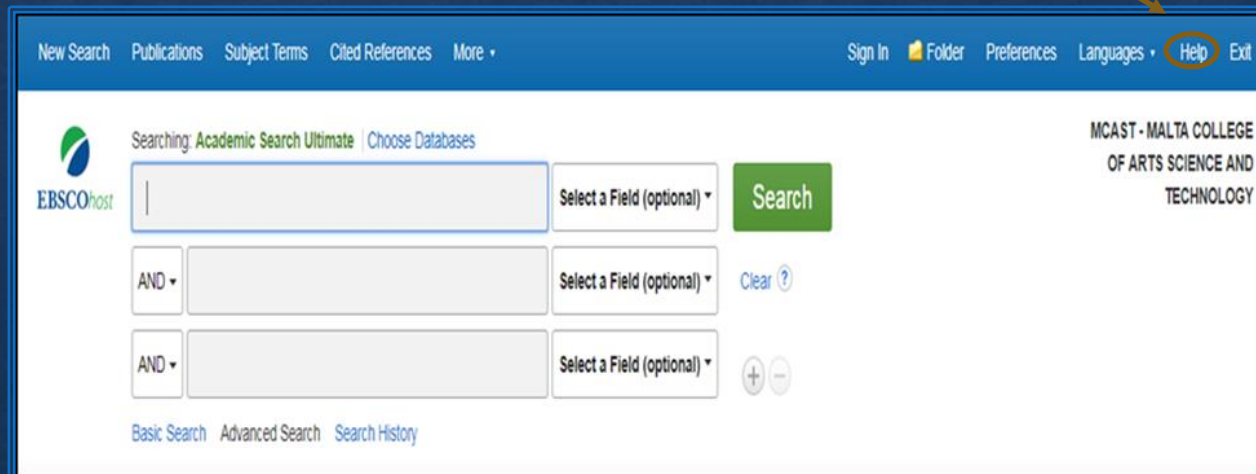 New Search Publications Subject Terms Cited References More Sign In Folder Preferences Languages Help Exit
Searching: Academic Search Ultimate Choose Databases
MCAST - MALTA COLLEGE
OF ARTS SCIENCE AND
TECHNOLOGY
EBSCOhost
Select a Field (optional) Search
AND Select a Field (optional) Clear ?
AND Select a Field (optional) + -
Basic Search Advanced Search Search History